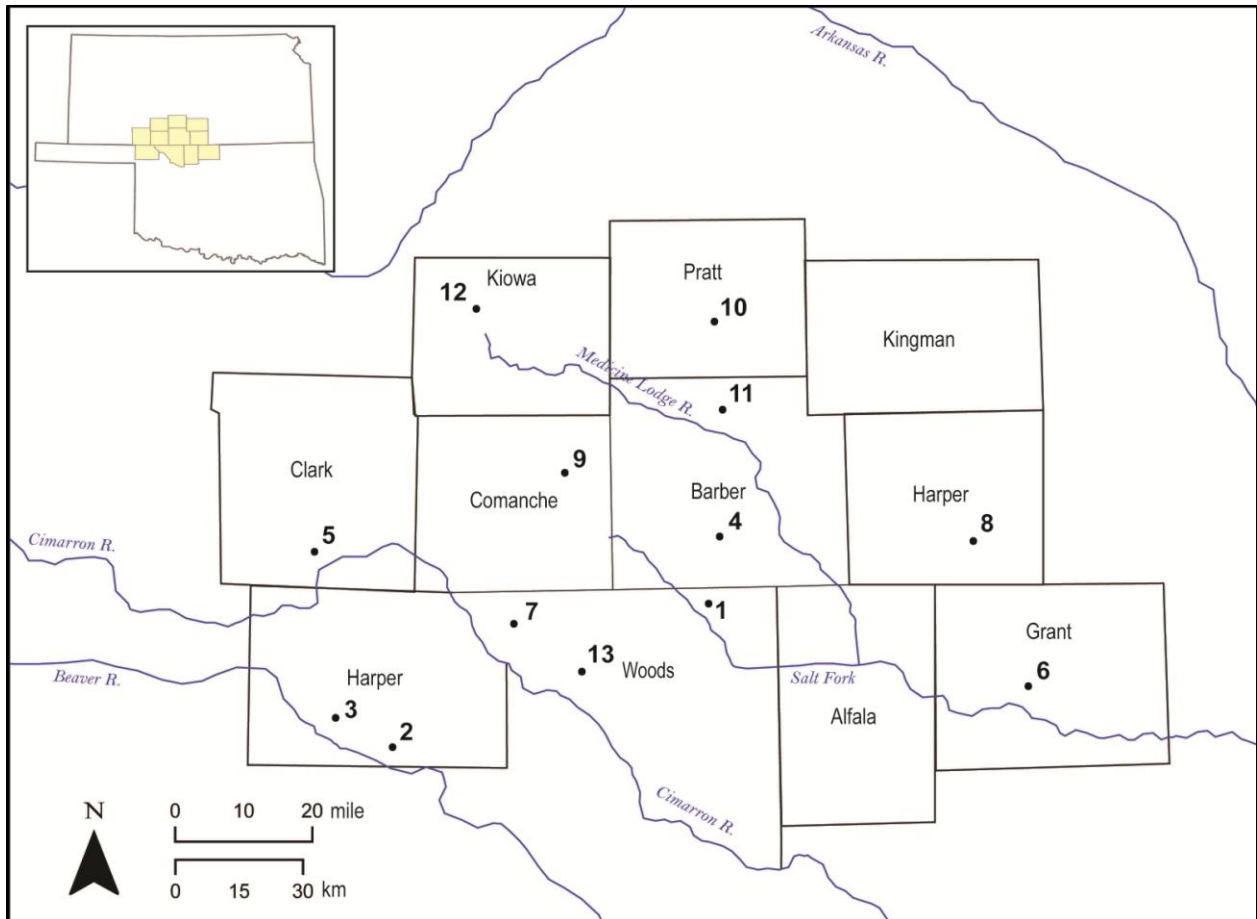 Arkansas R.
Kiowa
12
Pratt
10
Kingman
Medicine Lodge R.
11
Clark
9
Comanche
Barber
4
Harper
8
5
Cimarron R.
7
1
13
Woods
Grant
6
Beaver R.
Harper
3
2
Salt Fork
Alfala
Cimarron R.
N
0 10 20 mile
0 15 30 km